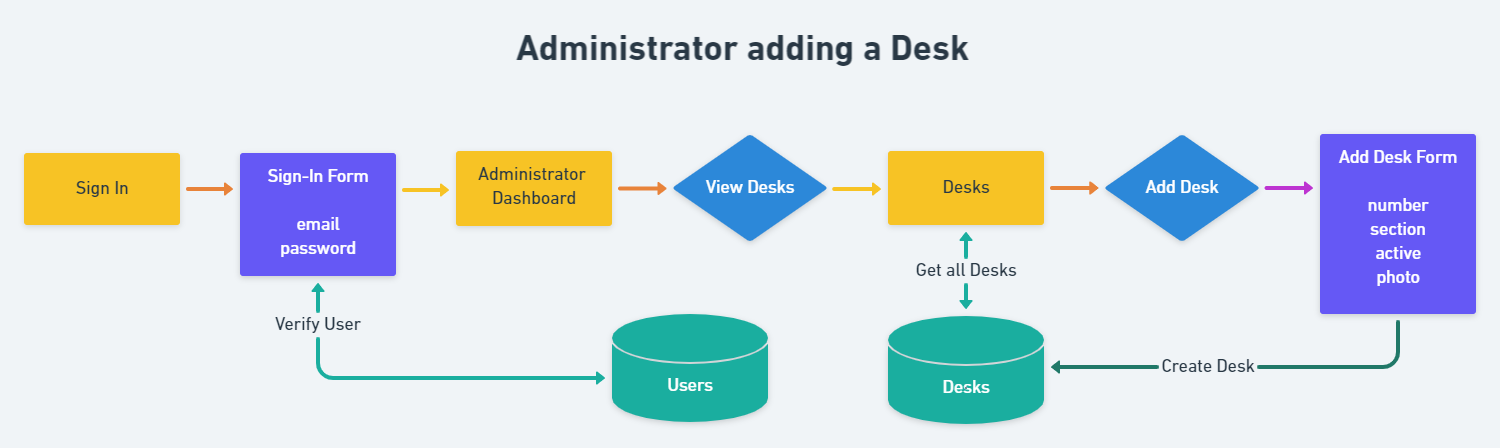 Administrator adding a Desk
Sign In
Sign-In Form
email
password
Administrator
Dashboard
View Desks
Desks
Add Desk
Add Desk Form
number
section
active
photo
Get all Desks
Verify User
Users
Desks
Create Desk